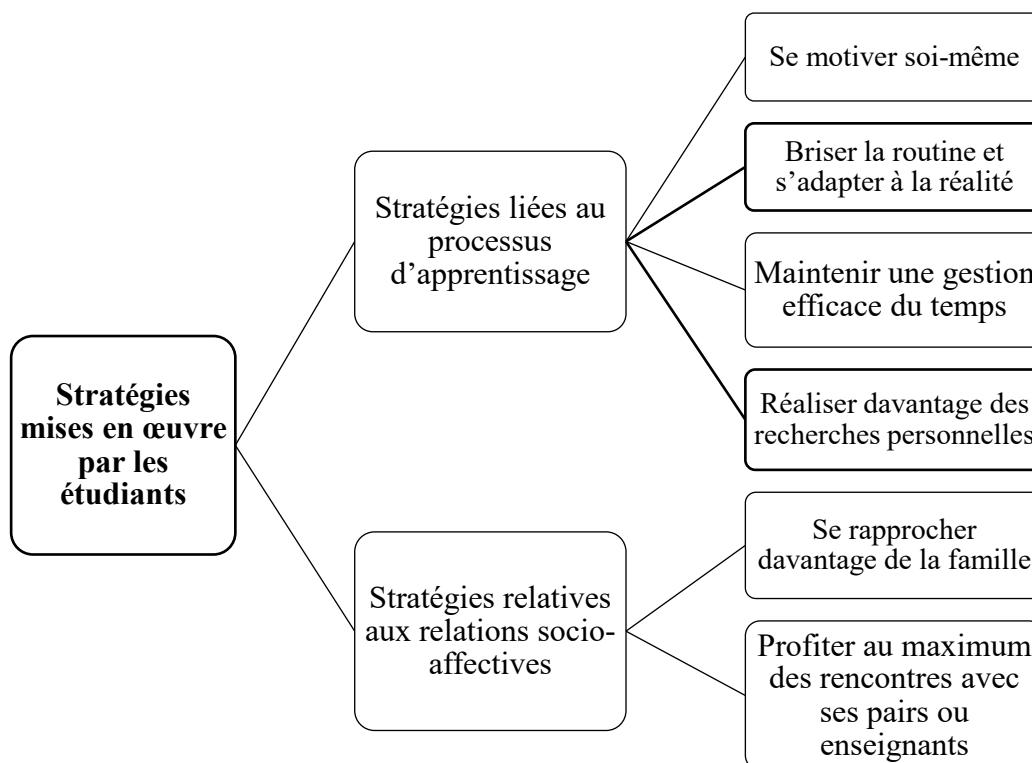 Stratégies
mises en œuvre
par les
étudiants
Stratégies liées au
processus
d’apprentissage
Se motiver soi-même
Briser la routine et
s’adapter à la réalité
Maintenir une gestion
efficace du temps
Réaliser davantage des
recherches personnelles
Stratégies relatives
aux relations socio-
affectives
Se rapprocher
davantage de la famille
Profiter au maximum
des rencontres avec
ses pairs ou
enseignants